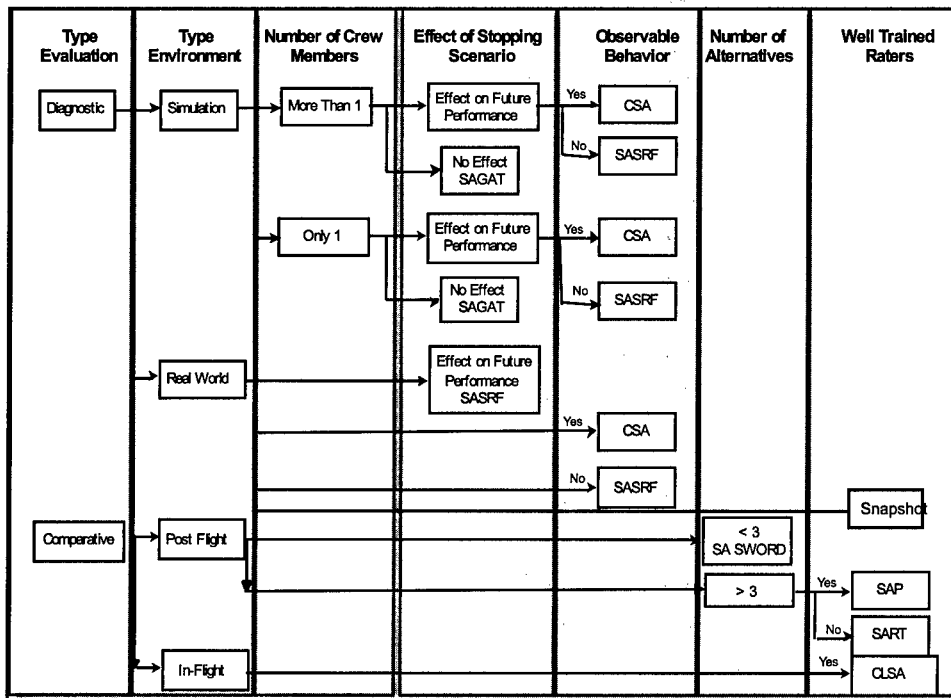 Type Evaluation
Type Environment
Number of Crew Members
Effect of Stopping Scenario
Observable Behavior
Number of Alternatives
Well Trained Raters
Diagnostic
Simulation
More Than 1
Effect on Future Performance
Yes
CSA
No
SASRF
No Effect
SAGAT
Only 1
Effect on Future Performance
Yes
CSA
No
SASRF
No Effect
SAGAT
Real World
Effect on Future Performance
SASRF
Yes
CSA
No
SASRF
Snapshot
Comparative
Post Flight
< 3
SA SWORD
> 3
Yes
SAP
No
SART
In-Flight
Yes
CLSA